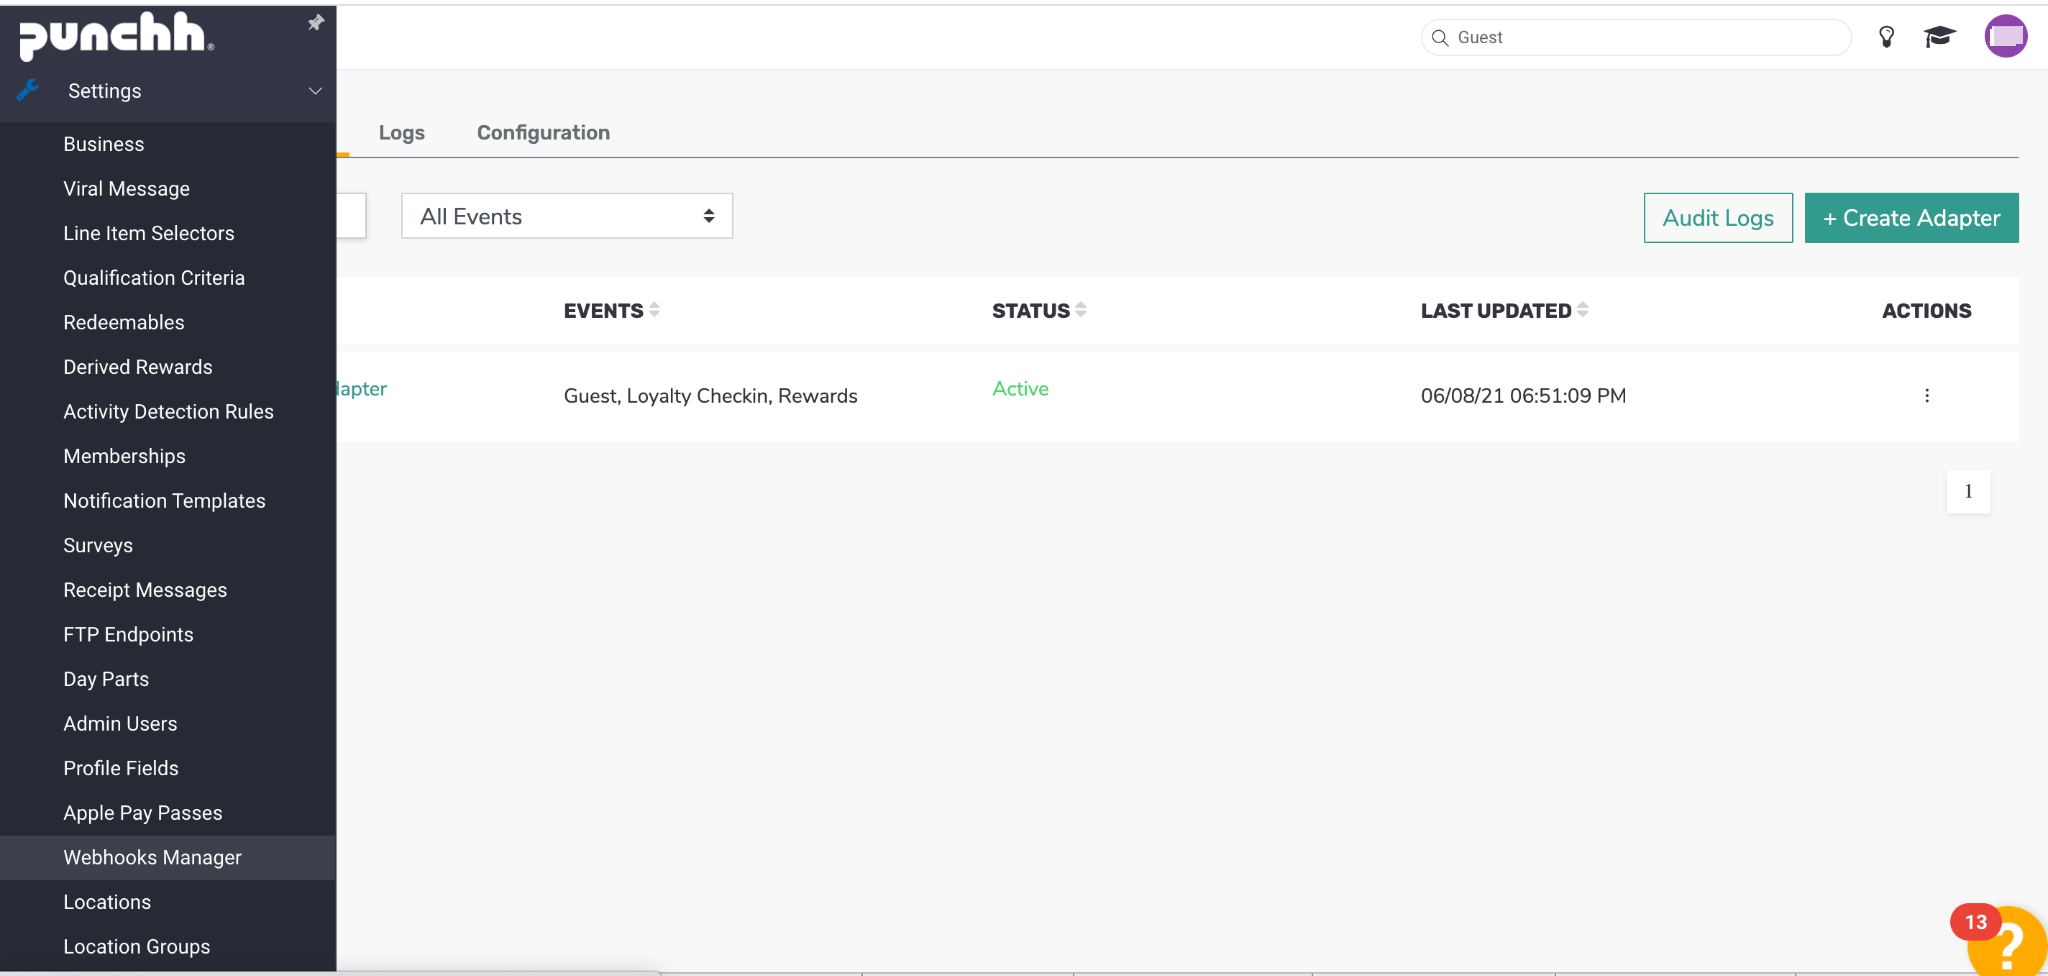 punchh®
Guest
Settings
Business
Viral Message
Line Item Selectors
Qualification Criteria
Redeemables
Derived Rewards
Activity Detection Rules
Memberships
Notification Templates
Surveys
Receipt Messages
FTP Endpoints
Day Parts
Admin Users
Profile Fields
Apple Pay Passes
Webhooks Manager
Locations
Location Groups
Logs Configuration
All Events
Audit Logs
+ Create Adapter
EVENTS STATUS LAST UPDATED ACTIONS
dapter Guest, Loyalty Checkin, Rewards Active 06/08/21 06:51:09 PM
1
13
?